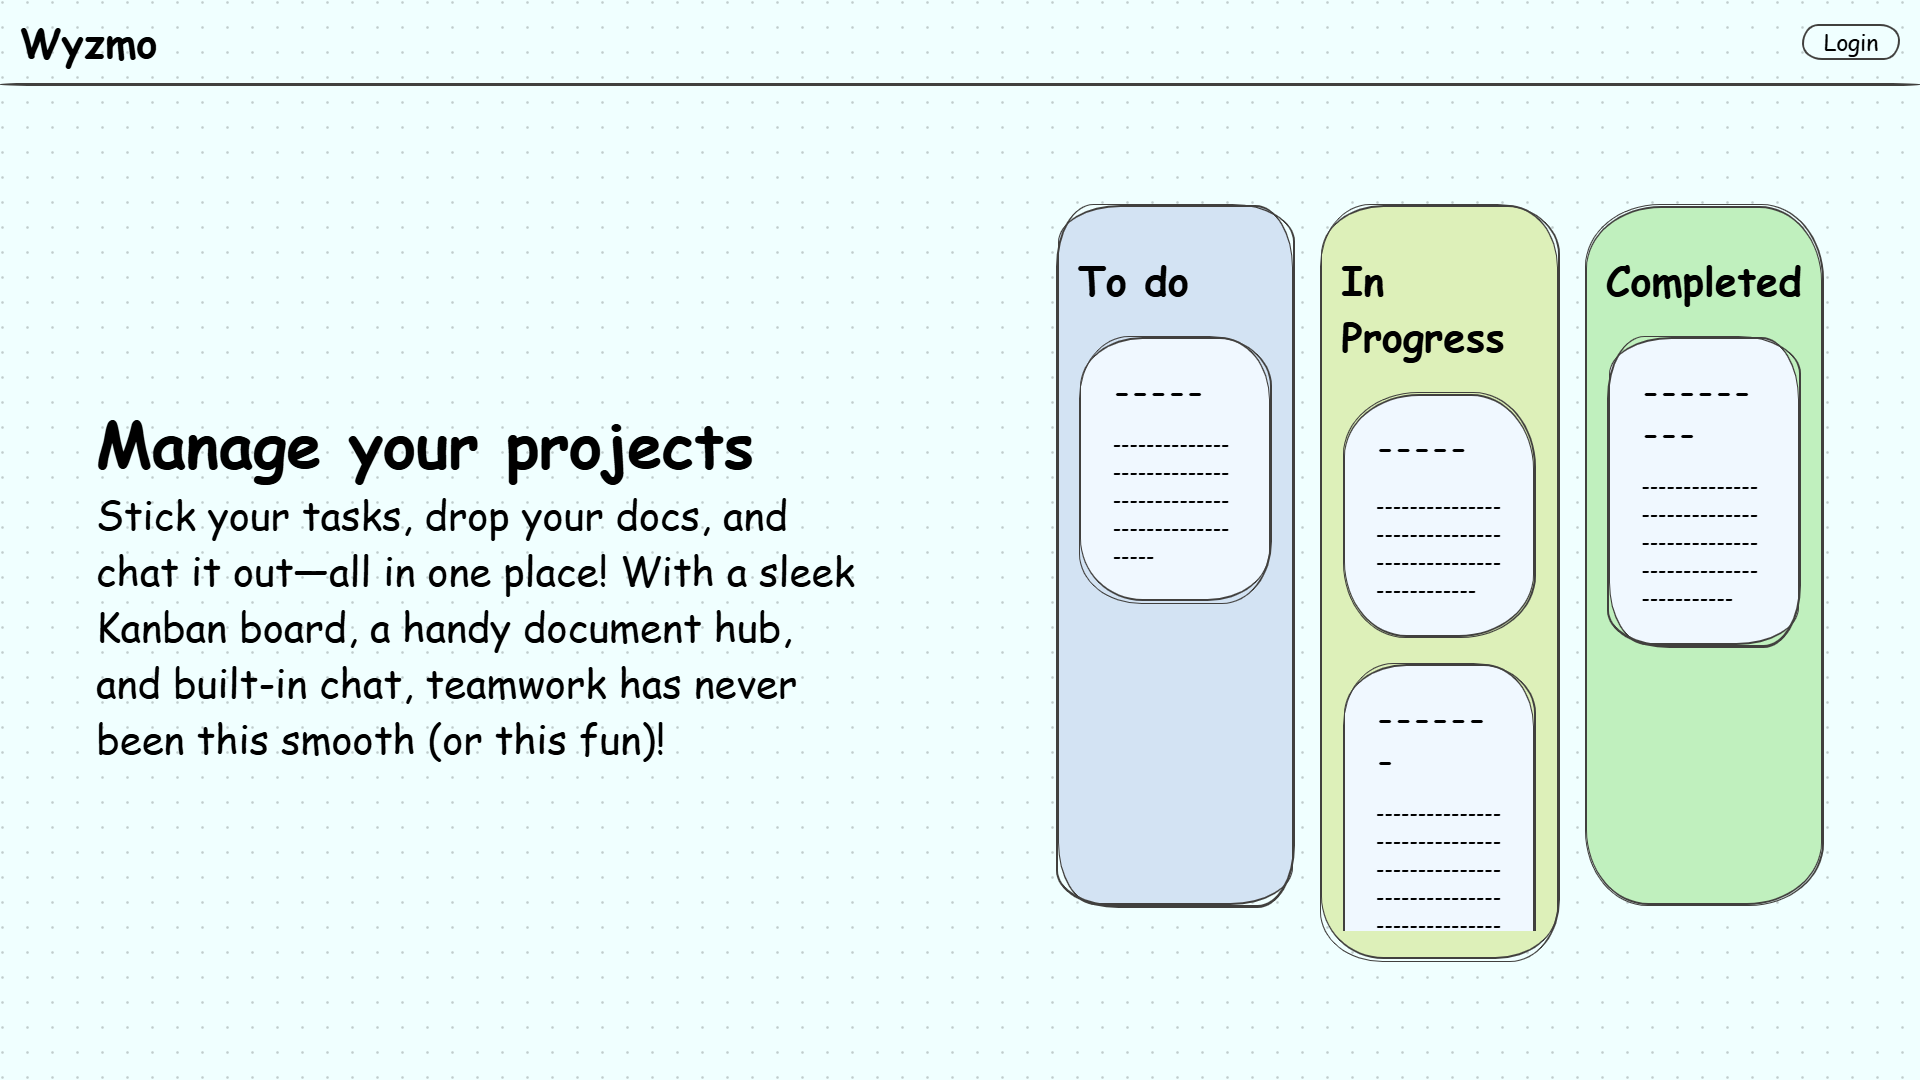 Wyzmo
Login
Manage your projects
Stick your tasks, drop your docs, and
chat it out—all in one place! With a sleek
Kanban board, a handy document hub,
and built-in chat, teamwork has never
been this smooth (or this fun)!
To do
In
Progress
Completed